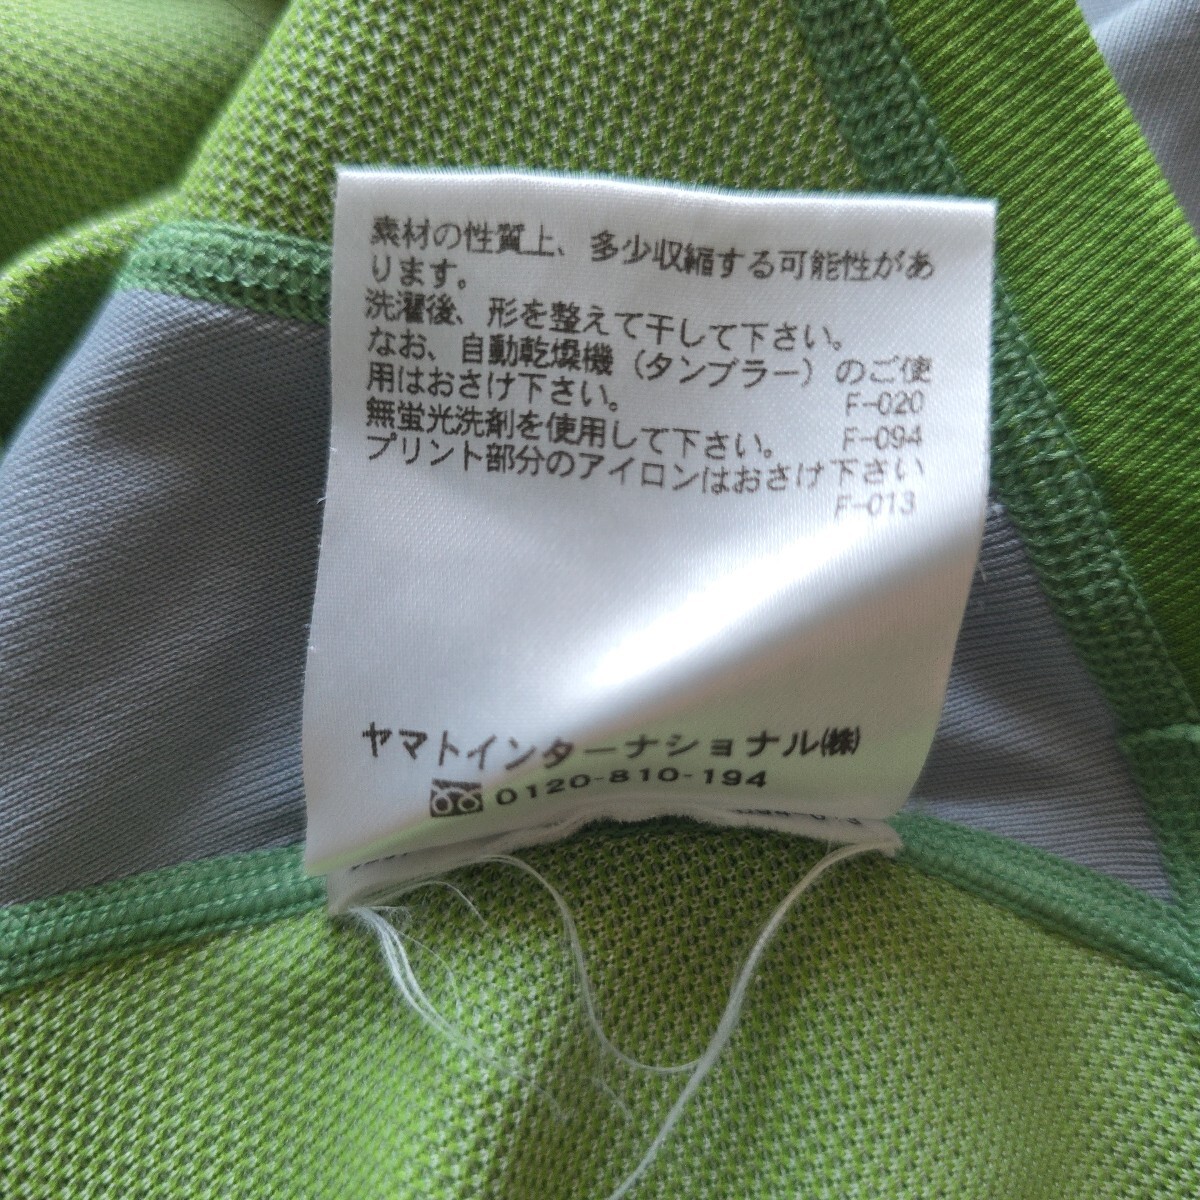 素材の性質上、多少収縮する可能性があ
ります。
洗濯後、形を整えて干して下さい。
なお、自動乾燥機（タンブラー）のご使
用はおさけ下さい。 F-020
無蛍光洗剤を使用して下さい。 F-094
プリント部分のアイロンはおさけ下さい
F-013
ヤマトインターナショナル(株)
0120-810-194